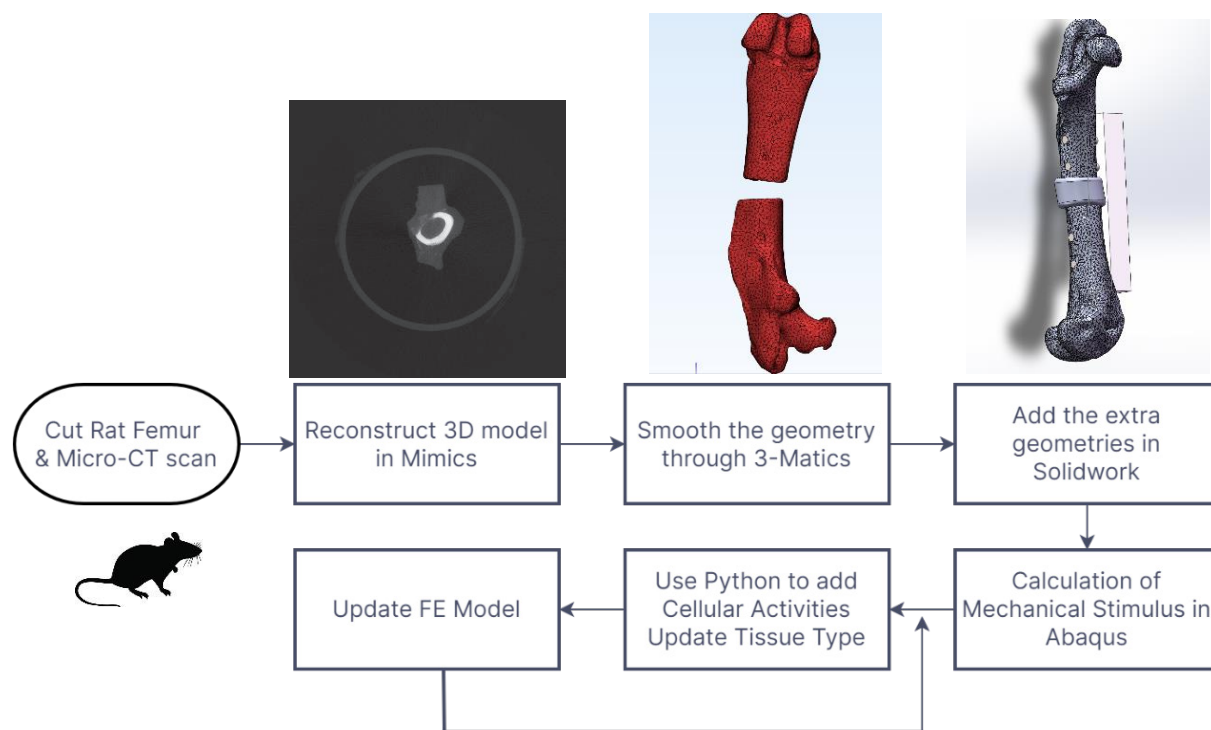 Cut Rat Femur
& Micro-CT scan
Reconstruct 3D model
in Mimics
Smooth the geometry
through 3-Matics
Add the extra
geometries in
Solidwork
Calculation of
Mechanical Stimulus in
Abaqus
Use Python to add
Cellular Activities
Update Tissue Type
Update FE Model